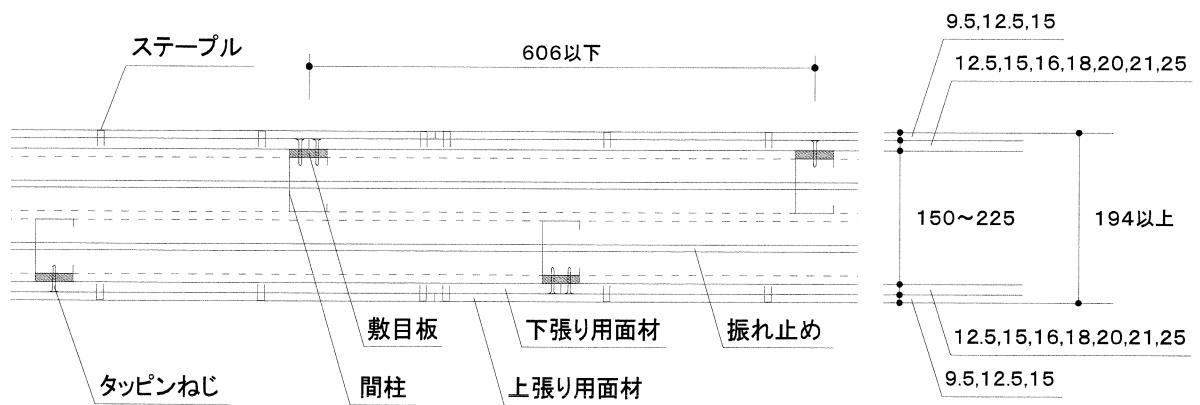 ステープル
606以下
9.5,12.5,15
12.5,15,16,18,20,21,25
150～225
194以上
敷目板
下張り用面材
振れ止め
12.5,15,16,18,20,21,25
タッピンねじ
間柱
上張り用面材
9.5,12.5,15